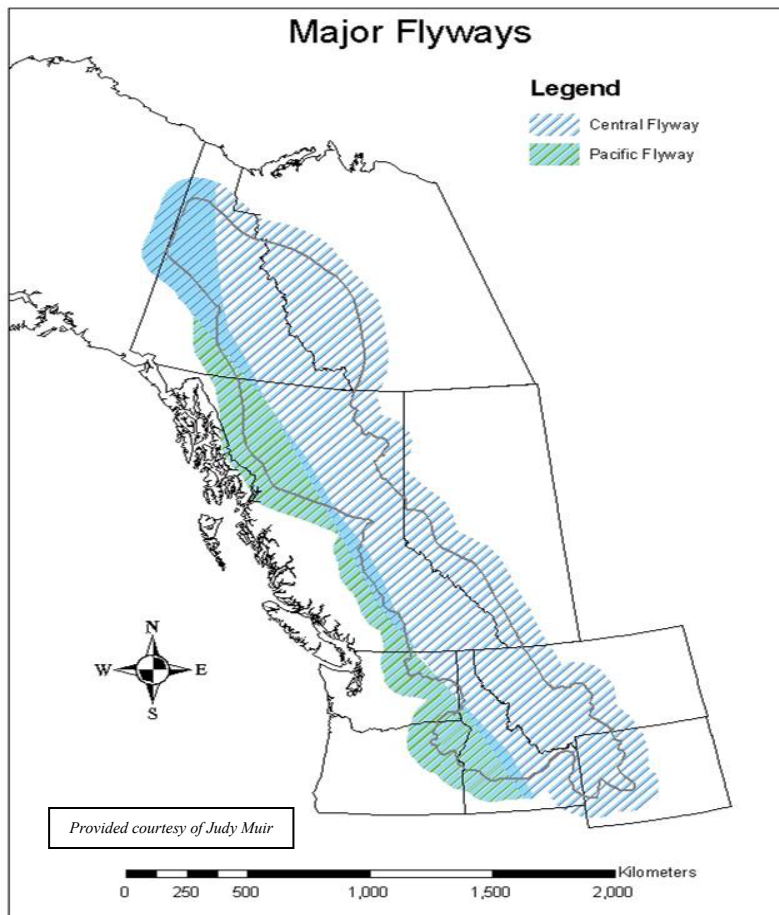 Major Flyways
Legend
Central Flyway
Pacific Flyway
N
W E
S
Provided courtesy of Judy Muir
Kilometers
0 250 500 1,000 1,500 2,000